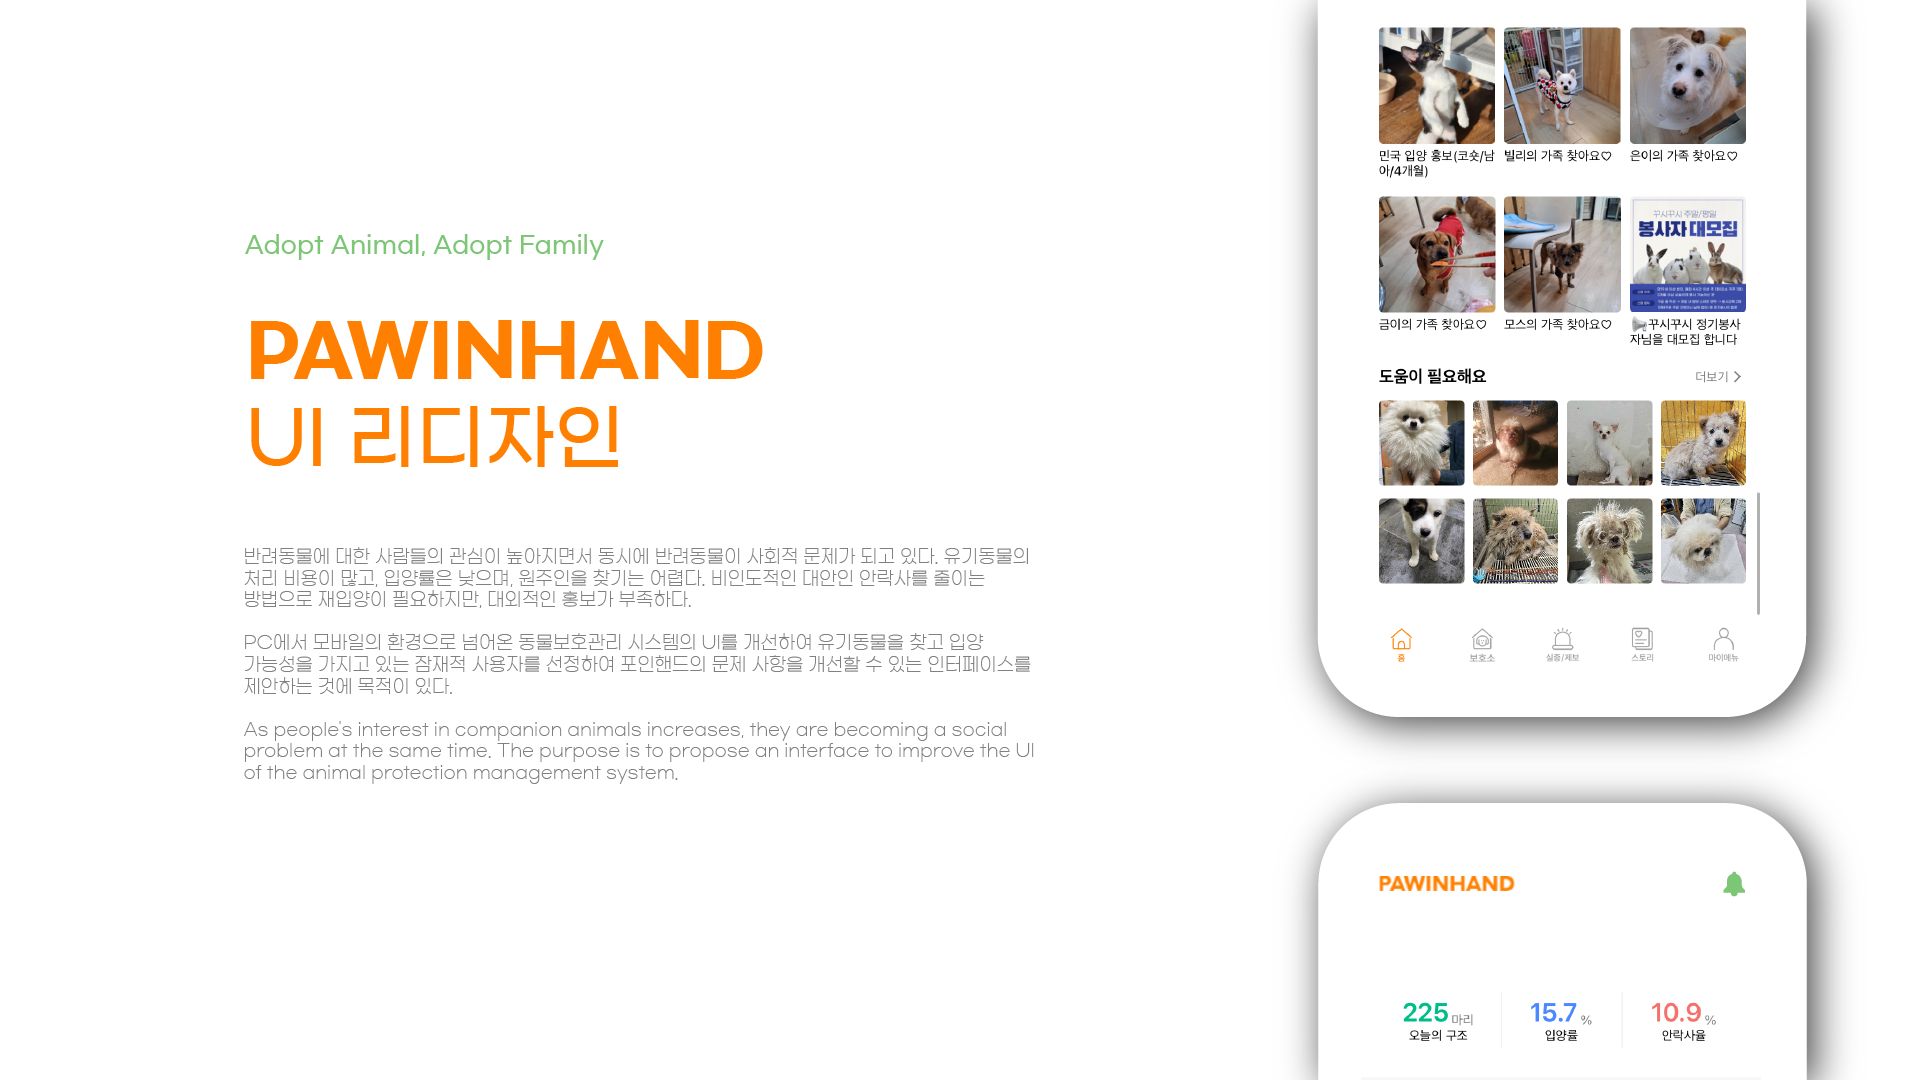 Adopt Animal, Adopt Family
PAWINHAND
UI 리디자인
반려동물에 대한 사람들의 관심이 높아지면서 동시에 반려동물이 사회적 문제가 되고 있다. 유기동물의
처리 비용이 많고, 입양률은 낮으며, 원주인을 찾기는 어렵다. 비인도적인 대안인 안락사를 줄이는
방법으로 재입양이 필요하지만, 대외적인 홍보가 부족하다.
PC에서 모바일의 환경으로 넘어온 동물보호관리 시스템의 UI를 개선하여 유기동물을 찾고 입양
가능성을 가지고 있는 잠재적 사용자를 선정하여 포인핸드의 문제 사항을 개선할 수 있는 인터페이스를
제안하는 것에 목적이 있다.
As people's interest in companion animals increases, they are becoming a social
problem at the same time. The purpose is to propose an interface to improve the UI
of the animal protection management system.
민국 입양 홍보(코숏/남
아/4개월)
빌리의 가족 찾아요♡
은이의 가족 찾아요♡
꾸시꾸시 주말/평일
봉사자 대모집
금이의 가족 찾아요♡
모스의 가족 찾아요♡
꾸시꾸시 정기봉사
자님을 대모집 합니다
도움이 필요해요
더보기 >
홈
보호소
실종/제보
스토리
마이메뉴
PAWINHAND
225 마리
오늘의 구조
15.7 %
입양률
10.9 %
안락사율